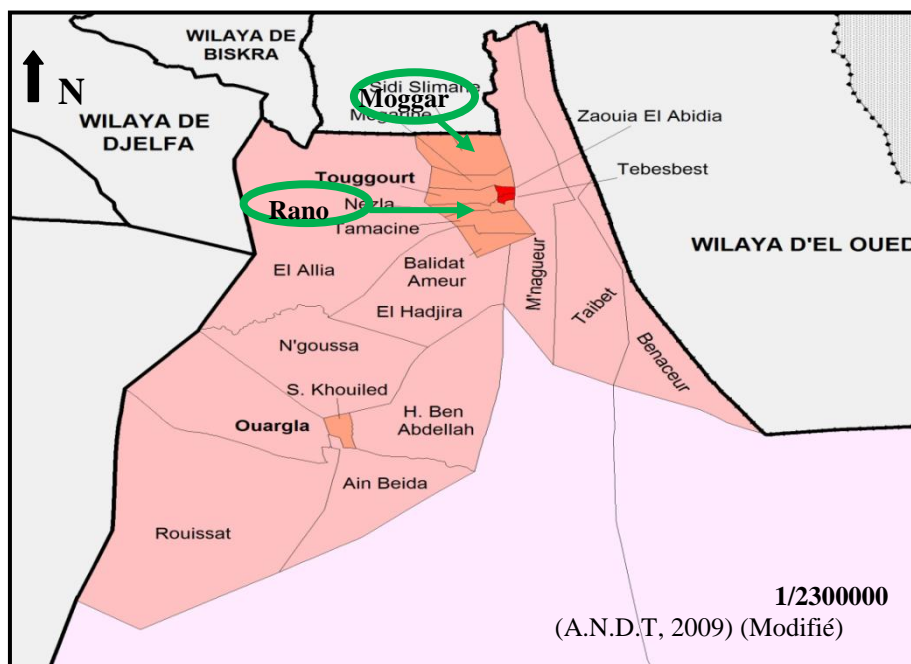 WILAYA DE
BISKRA
N
Sidi Slimane
Moggar
WILAYA DE
DJELFA
Zaouia El Abidia
Touggourt
Tebesbest
Nezla
Rano
Tamacine
WILAYA D'EL OUED
El Allia
Balidat
Ameur
M'nagueur
Taibet
Benaceur
El Hadjira
N'goussa
S. Khouiled
Ouargla
H. Ben
Abdellah
Ain Beida
Rouissat
1/2300000
(A.N.D.T, 2009) (Modifié)